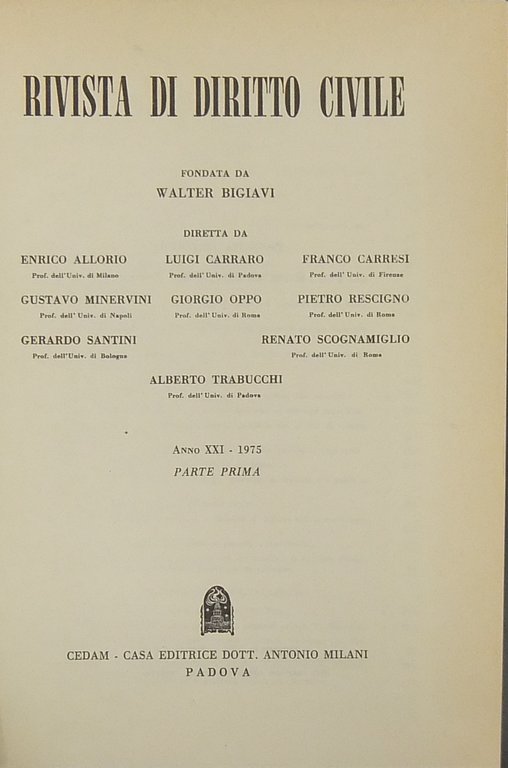 RIVISTA DI DIRITTO CIVILE
FONDATA DA
WALTER BIGIAVI
DIRETTA DA
ENRICO ALLORIO LUIGI CARRARO FRANCO CARRESI
Prof. dell'Univ. di Milano Prof. dell'Univ. di Padova Prof. dell'Univ. di Firenze
GUSTAVO MINERVINI GIORGIO OPPO PIETRO RESCIGNO
Prof. dell'Univ. di Napoli Prof. dell'Univ. di Roma Prof. dell'Univ. di Roma
GERARDO SANTINI RENATO SCOGNAMIGLIO
Prof. dell'Univ. di Bologna Prof. dell'Univ. di Roma
ALBERTO TRABUCCHI
Prof. dell'Univ. di Padova
ANNO XXI - 1975
PARTE PRIMA
CEDAM - CASA EDITRICE DOTT. ANTONIO MILANI
PADOVA